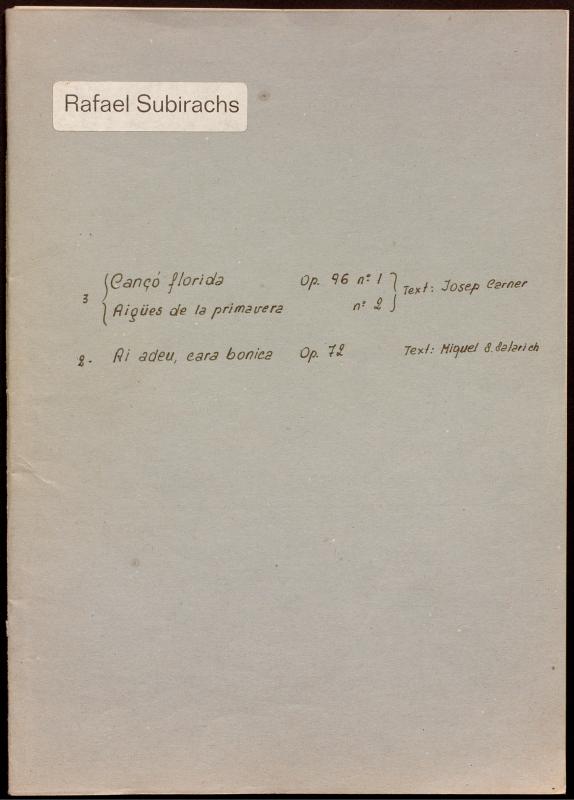 Rafael Subirachs
3 Cançó florida Op. 96 nº 1 Text: Josep Carner
Aigües de la primavera nº 2
2. Ai adeu, cara bonica Op. 72 Text: Miquel S. Salarich